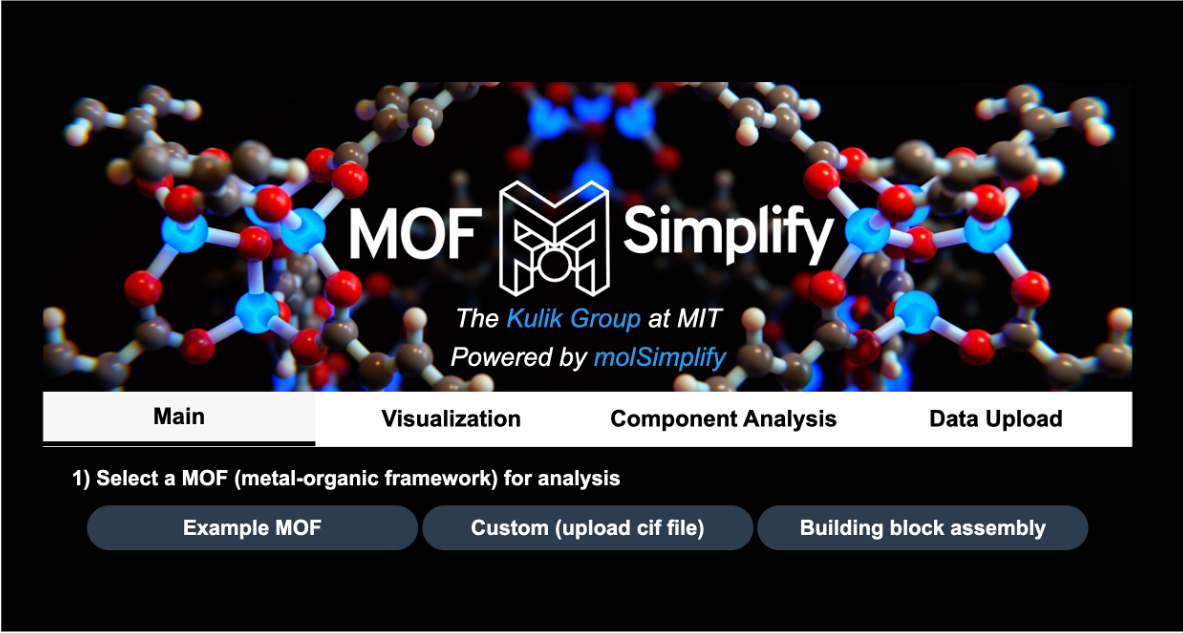 MOF Simplify
The Kulik Group at MIT
Powered by molSimplify
Main Visualization Component Analysis Data Upload
1) Select a MOF (metal-organic framework) for analysis
Example MOF Custom (upload cif file) Building block assembly